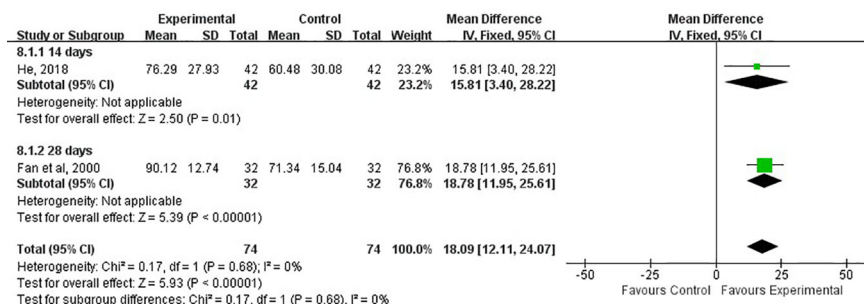 Experimental Control Mean Difference Mean Difference
Study or Subgroup Mean SD Total Mean SD Total Weight IV, Fixed, 95% CI IV, Fixed, 95% CI
8.1.1 14 days
He, 2018 76.29 27.93 42 60.48 30.08 42 23.2% 15.81 [3.40, 28.22]
Subtotal (95% CI) 42 42 23.2% 15.81 [3.40, 28.22]
Heterogeneity: Not applicable
Test for overall effect: Z = 2.50 (P = 0.01)
8.1.2 28 days
Fan et al, 2000 90.12 12.74 32 71.34 15.04 32 76.8% 18.78 [11.95, 25.61]
Subtotal (95% CI) 32 32 76.8% 18.78 [11.95, 25.61]
Heterogeneity: Not applicable
Test for overall effect: Z = 5.39 (P < 0.00001)
Total (95% CI) 74 74 100.0% 18.09 [12.11, 24.07]
Heterogeneity: Chi² = 0.17, df = 1 (P = 0.68); I² = 0%
Test for overall effect: Z = 5.93 (P < 0.00001)
Test for subgroup differences: Chi² = 0.17, df = 1 (P = 0.68), I² = 0%
-50 -25 0 25 50
Favours Control Favours Experimental